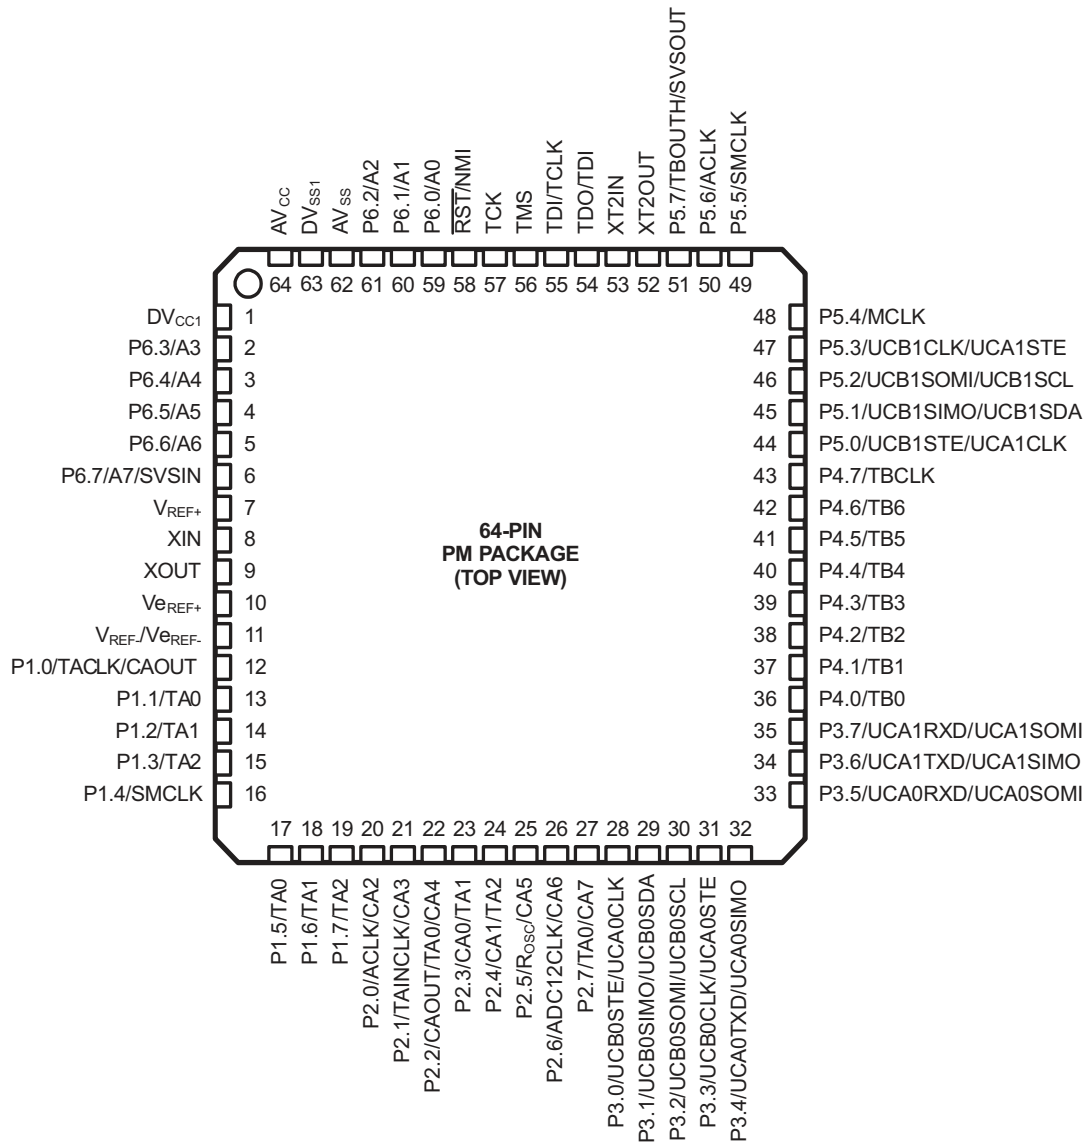 AVCC
DVSS1
AVSS
P6.2/A2
P6.1/A1
P6.0/A0
RST/NMI
TCK
TMS
TDI/TCLK
TDO/TDI
XT2IN
XT2OUT
P5.7/TBOUTH/SVSOUT
P5.6/ACLK
P5.5/SMCLK
64 63 62 61 60 59 58 57 56 55 54 53 52 51 50 49
DVCC1 1
P6.3/A3 2
P6.4/A4 3
P6.5/A5 4
P6.6/A6 5
P6.7/A7/SVSIN 6
VREF+ 7
XIN 8
XOUT 9
VeREF+ 10
VREF-/VeREF- 11
P1.0/TACLK/CAOUT 12
P1.1/TA0 13
P1.2/TA1 14
P1.3/TA2 15
P1.4/SMCLK 16
64-PIN
PM PACKAGE
(TOP VIEW)
48 P5.4/MCLK
47 P5.3/UCB1CLK/UCA1STE
46 P5.2/UCB1SOMI/UCB1SCL
45 P5.1/UCB1SIMO/UCB1SDA
44 P5.0/UCB1STE/UCA1CLK
43 P4.7/TBCLK
42 P4.6/TB6
41 P4.5/TB5
40 P4.4/TB4
39 P4.3/TB3
38 P4.2/TB2
37 P4.1/TB1
36 P4.0/TB0
35 P3.7/UCA1RXD/UCA1SOMI
34 P3.6/UCA1TXD/UCA1SIMO
33 P3.5/UCA0RXD/UCA0SOMI
17 18 19 20 21 22 23 24 25 26 27 28 29 30 31 32
P1.5/TA0
P1.6/TA1
P1.7/TA2
P2.0/ACLK/CA2
P2.1/TAINCLK/CA3
P2.2/CAOUT/TA0/CA4
P2.3/CA0/TA1
P2.4/CA1/TA2
P2.5/ROSC/CA5
P2.6/ADC12CLK/CA6
P2.7/TA0/CA7
P3.0/UCB0STE/UCA0CLK
P3.1/UCB0SIMO/UCB0SDA
P3.2/UCB0SOMI/UCB0SCL
P3.3/UCB0CLK/UCA0STE
P3.4/UCA0TXD/UCA0SIMO